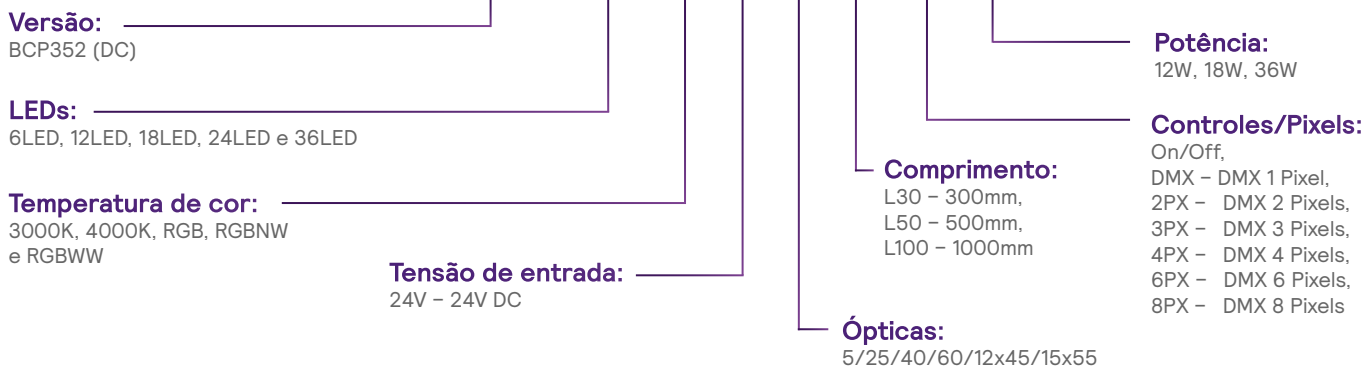 Versão:
BCP352 (DC)
LEDs:
6LED, 12LED, 18LED, 24LED e 36LED
Temperatura de cor:
3000K, 4000K, RGB, RGBNW
e RGBWW
Tensão de entrada:
24V – 24V DC
Ópticas:
5/25/40/60/12x45/15x55
Comprimento:
L30 – 300mm,
L50 – 500mm,
L100 – 1000mm
Potência:
12W, 18W, 36W
Controles/Pixels:
On/Off,
DMX – DMX 1 Pixel,
2PX – DMX 2 Pixels,
3PX – DMX 3 Pixels,
4PX – DMX 4 Pixels,
6PX – DMX 6 Pixels,
8PX – DMX 8 Pixels